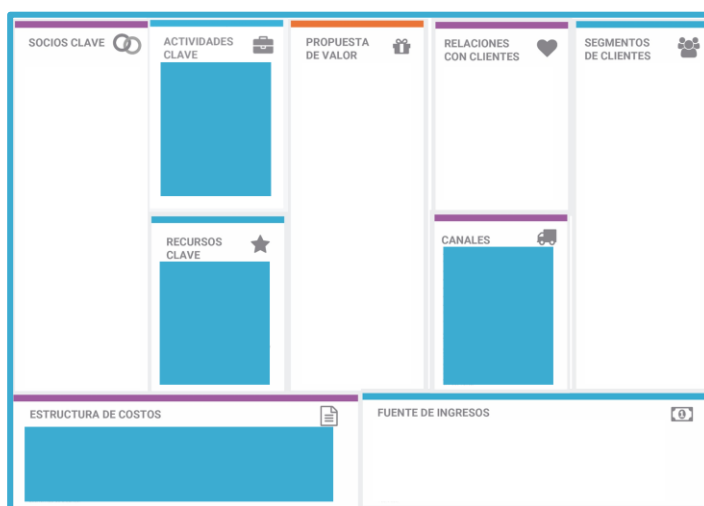 SOCIOS CLAVE
ACTIVIDADES
CLAVE
PROPUESTA
DE VALOR
RELACIONES
CON CLIENTES
SEGMENTOS
DE CLIENTES
RECURSOS
CLAVE
CANALES
ESTRUCTURA DE COSTOS
FUENTE DE INGRESOS